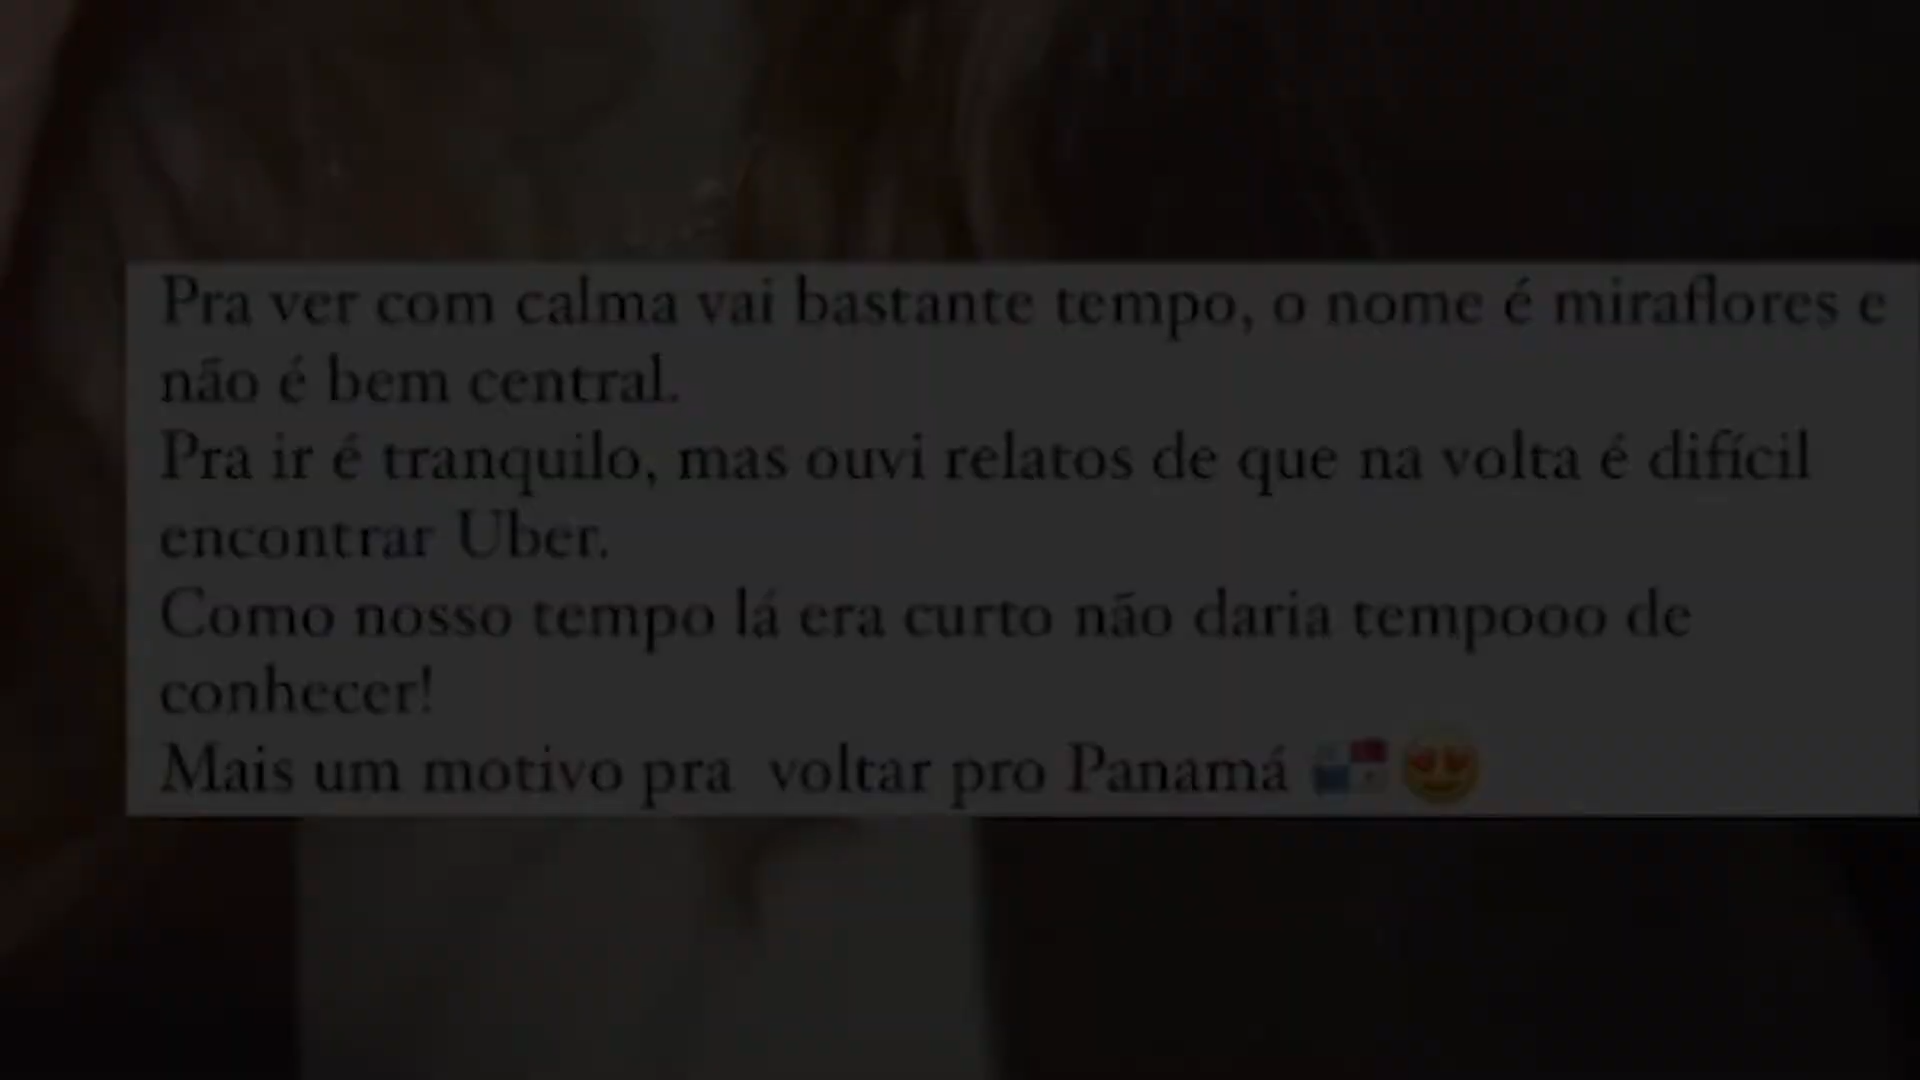 Pra ver com calma vai bastante tempo, o nome é miraflores e
não é bem central.
Pra ir é tranquilo, mas ouvi relatos de que na volta é difícil
encontrar Uber.
Como nosso tempo lá era curto não daria tempooo de
conhecer!
Mais um motivo pra  voltar pro Panamá 🇵🇦😍